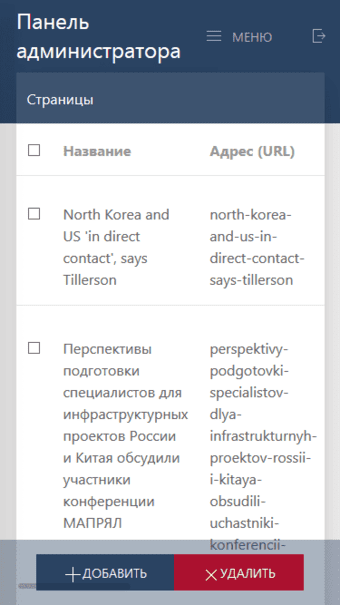 Панель
администратора
МЕНЮ
Страницы
Название
Адрес (URL)
North Korea and
US 'in direct
contact', says
Tillerson
north-korea-
and-us-in-
direct-contact-
says-tillerson
Перспективы
подготовки
специалистов для
инфраструктурных
проектов России
и Китая обсудили
участники
конференции
МАПРЯЛ
perspektivy-
podgotovki-
specialistov-
dlya-
infrastrukturnyh-
proektov-rossii-
i-kitaya-
obsudili-
uchastniki-
konferencii-
ДОБАВИТЬ
УДАЛИТЬ